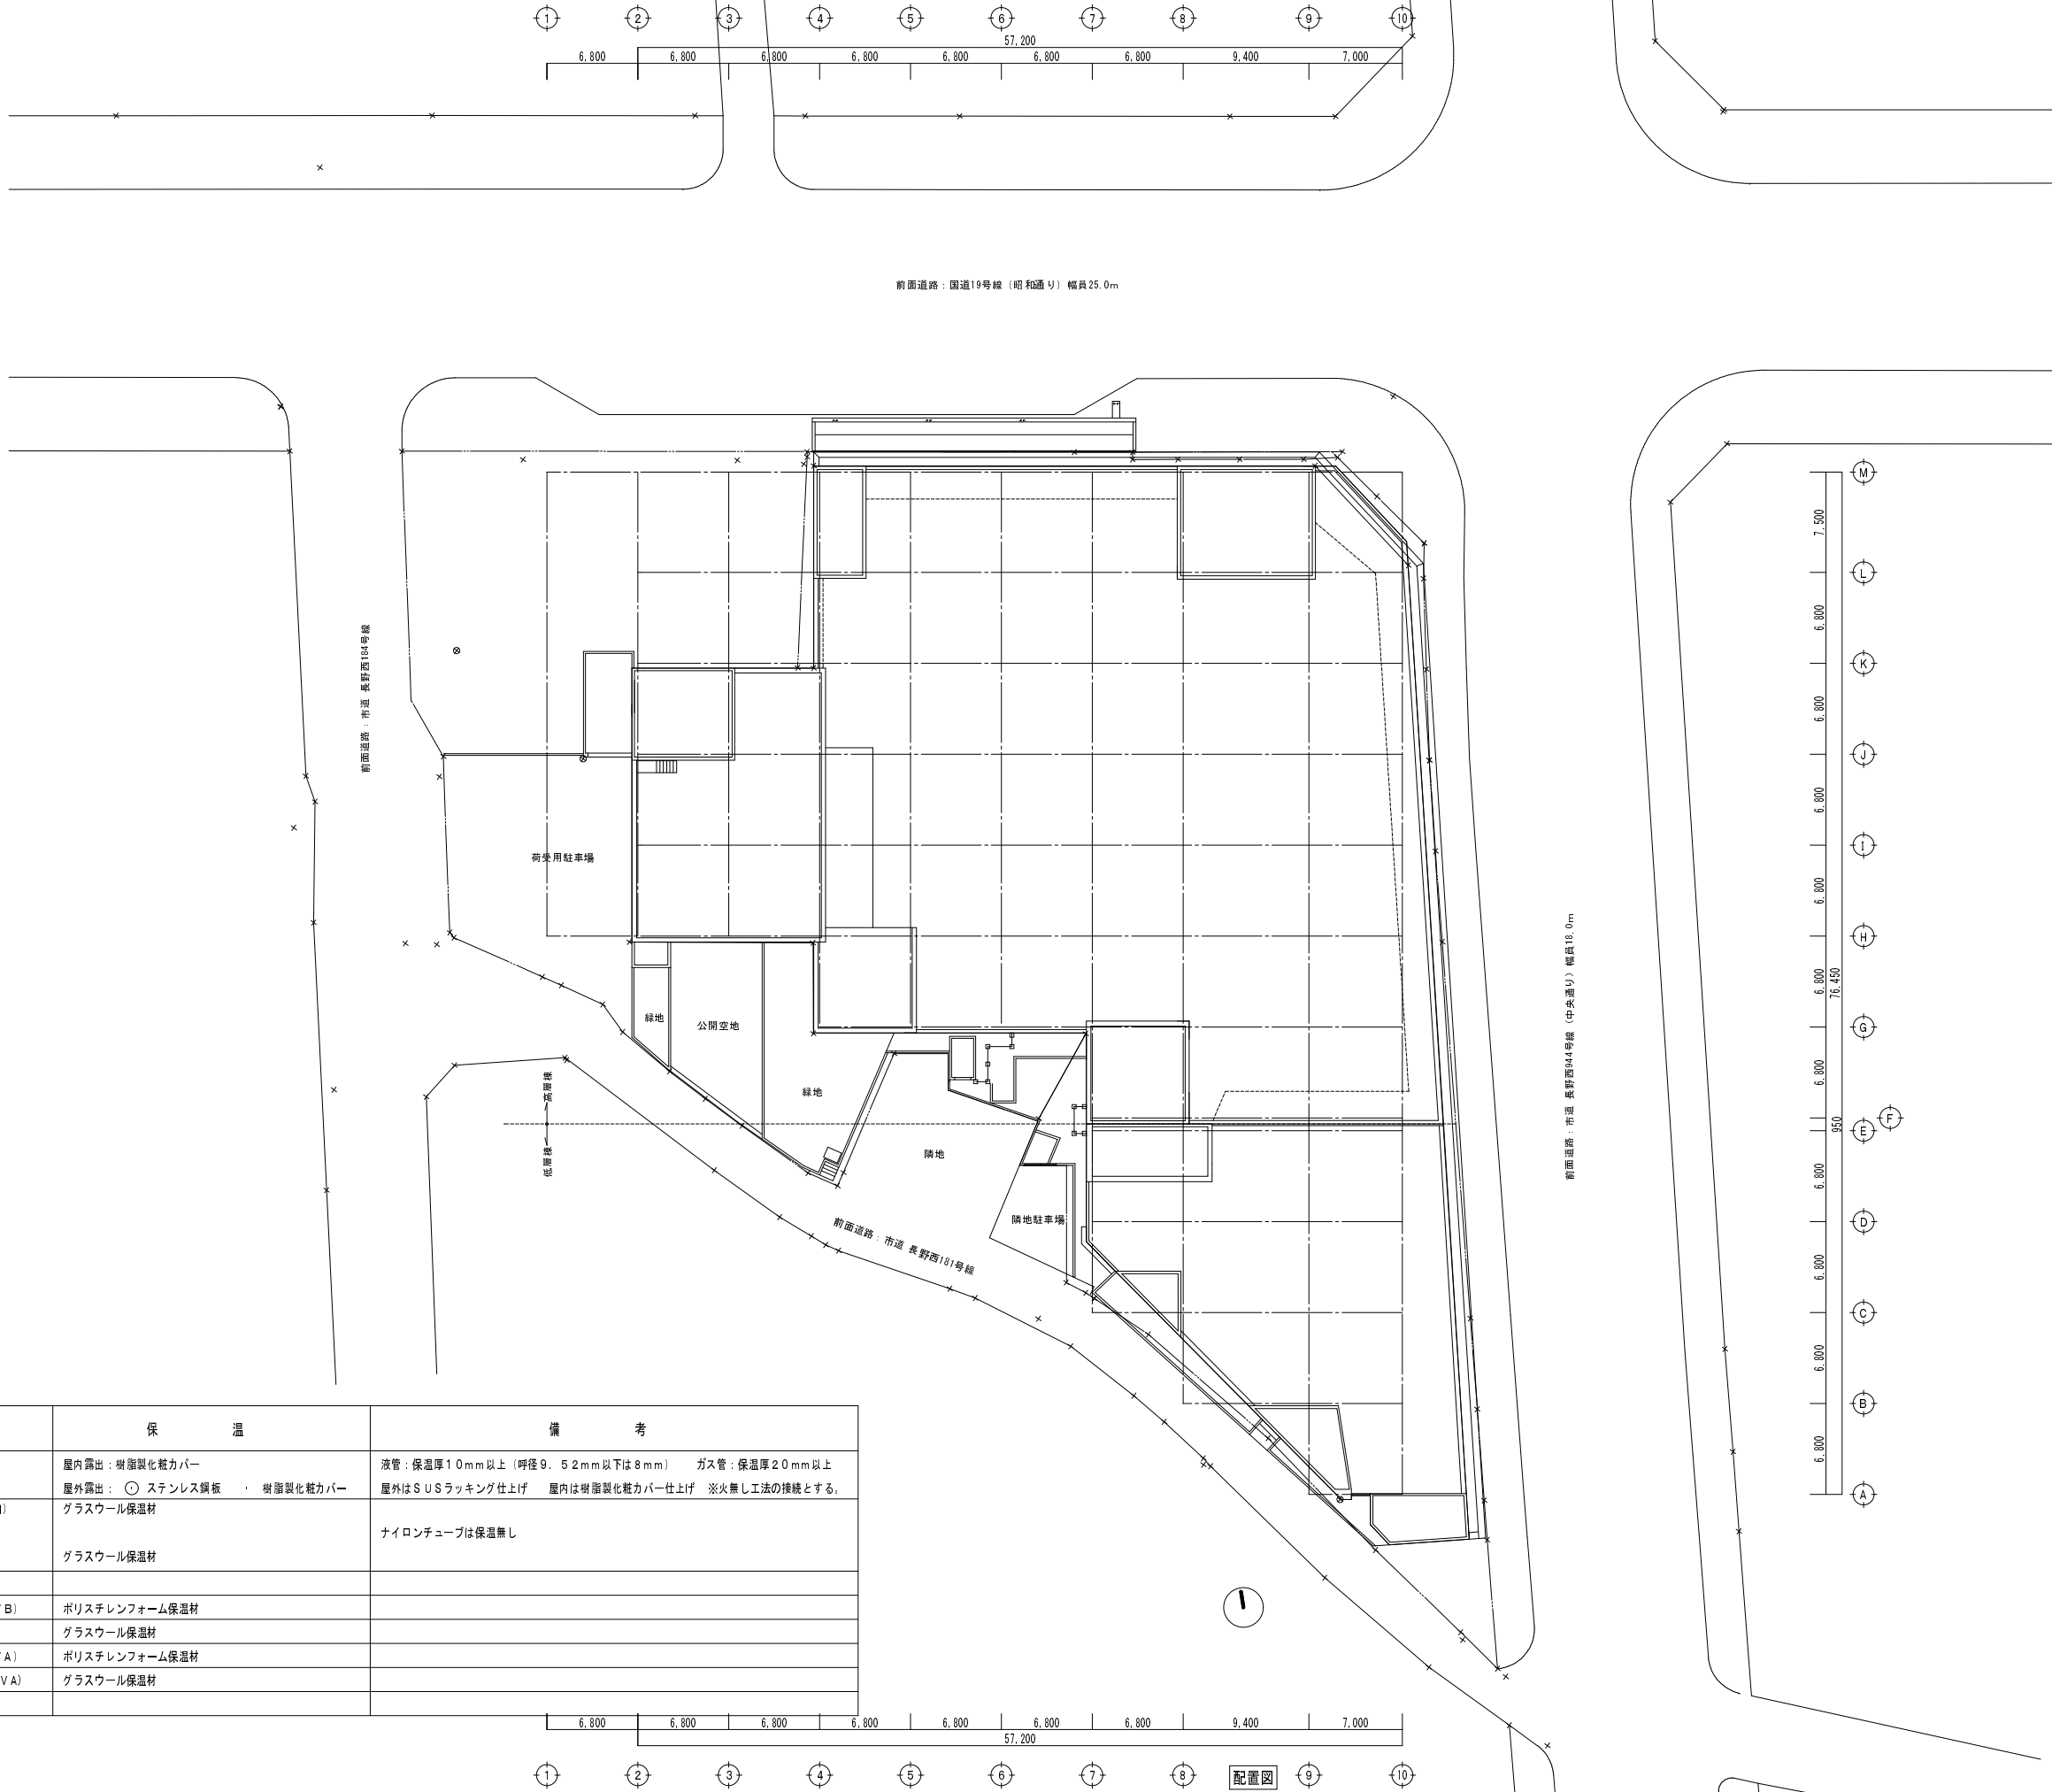 1 2 3 4 5 6 7 8 9 10
57,200
6,800 6,800 6,800 6,800 6,800 6,800 6,800 9,400 7,000
前面道路：国道19号線（昭和通り）幅員25.0m
M
7,500
L
6,800
K
前面道路：市道 長野西184号線
6,800
J
6,800
荷受用駐車場
I
6,800
H
前面道路：市道 長野西944号線（中央通り）幅員18.0m
6,800
76,450
緑地
公開空地
G
6,800
高層棟
緑地
F
950
E
低層棟
隣地
6,800
隣地駐車場
D
前面道路：市道 長野西181号線
6,800
C
6,800
B
6,800
A
保　温　備　考
屋内露出：樹脂製化粧カバー　液管：保温厚１０ｍｍ以上（呼径９．５２ｍｍ以下は８ｍｍ）　ガス管：保温厚２０ｍｍ以上
屋外露出： ステンレス鋼板 ・ 樹脂製化粧カバー　屋外はＳＵＳラッキング仕上げ　屋内は樹脂製化粧カバー仕上げ　※火無し工法の接続とする。
グラスウール保温材
ナイロンチューブは保温無し
グラスウール保温材
Ｂ）　ポリスチレンフォーム保温材
グラスウール保温材
Ａ）　ポリスチレンフォーム保温材
ＶＡ）　グラスウール保温材
6,800 6,800 6,800 6,800 6,800 6,800 6,800 9,400 7,000
57,200
1 2 3 4 5 6 7 8 配置図 9 10